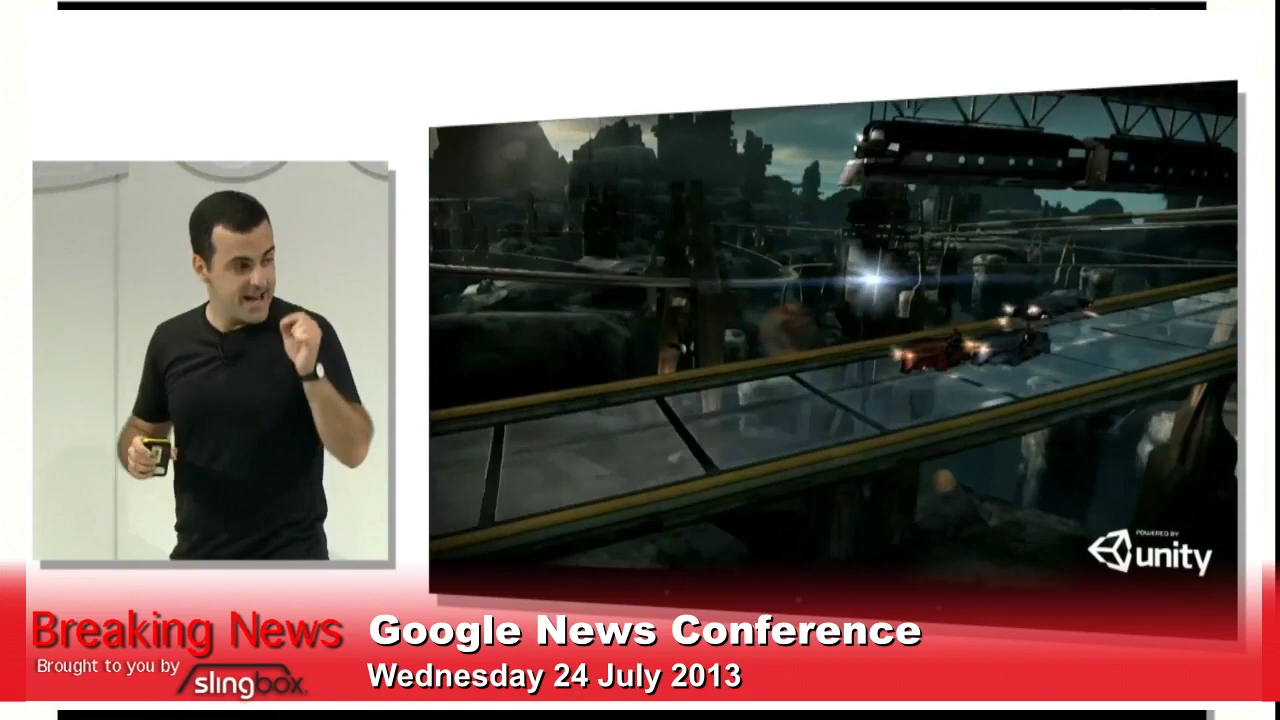 POWERED BY
unity
Breaking News
Brought to you by
slingbox.
Google News Conference
Wednesday 24 July 2013